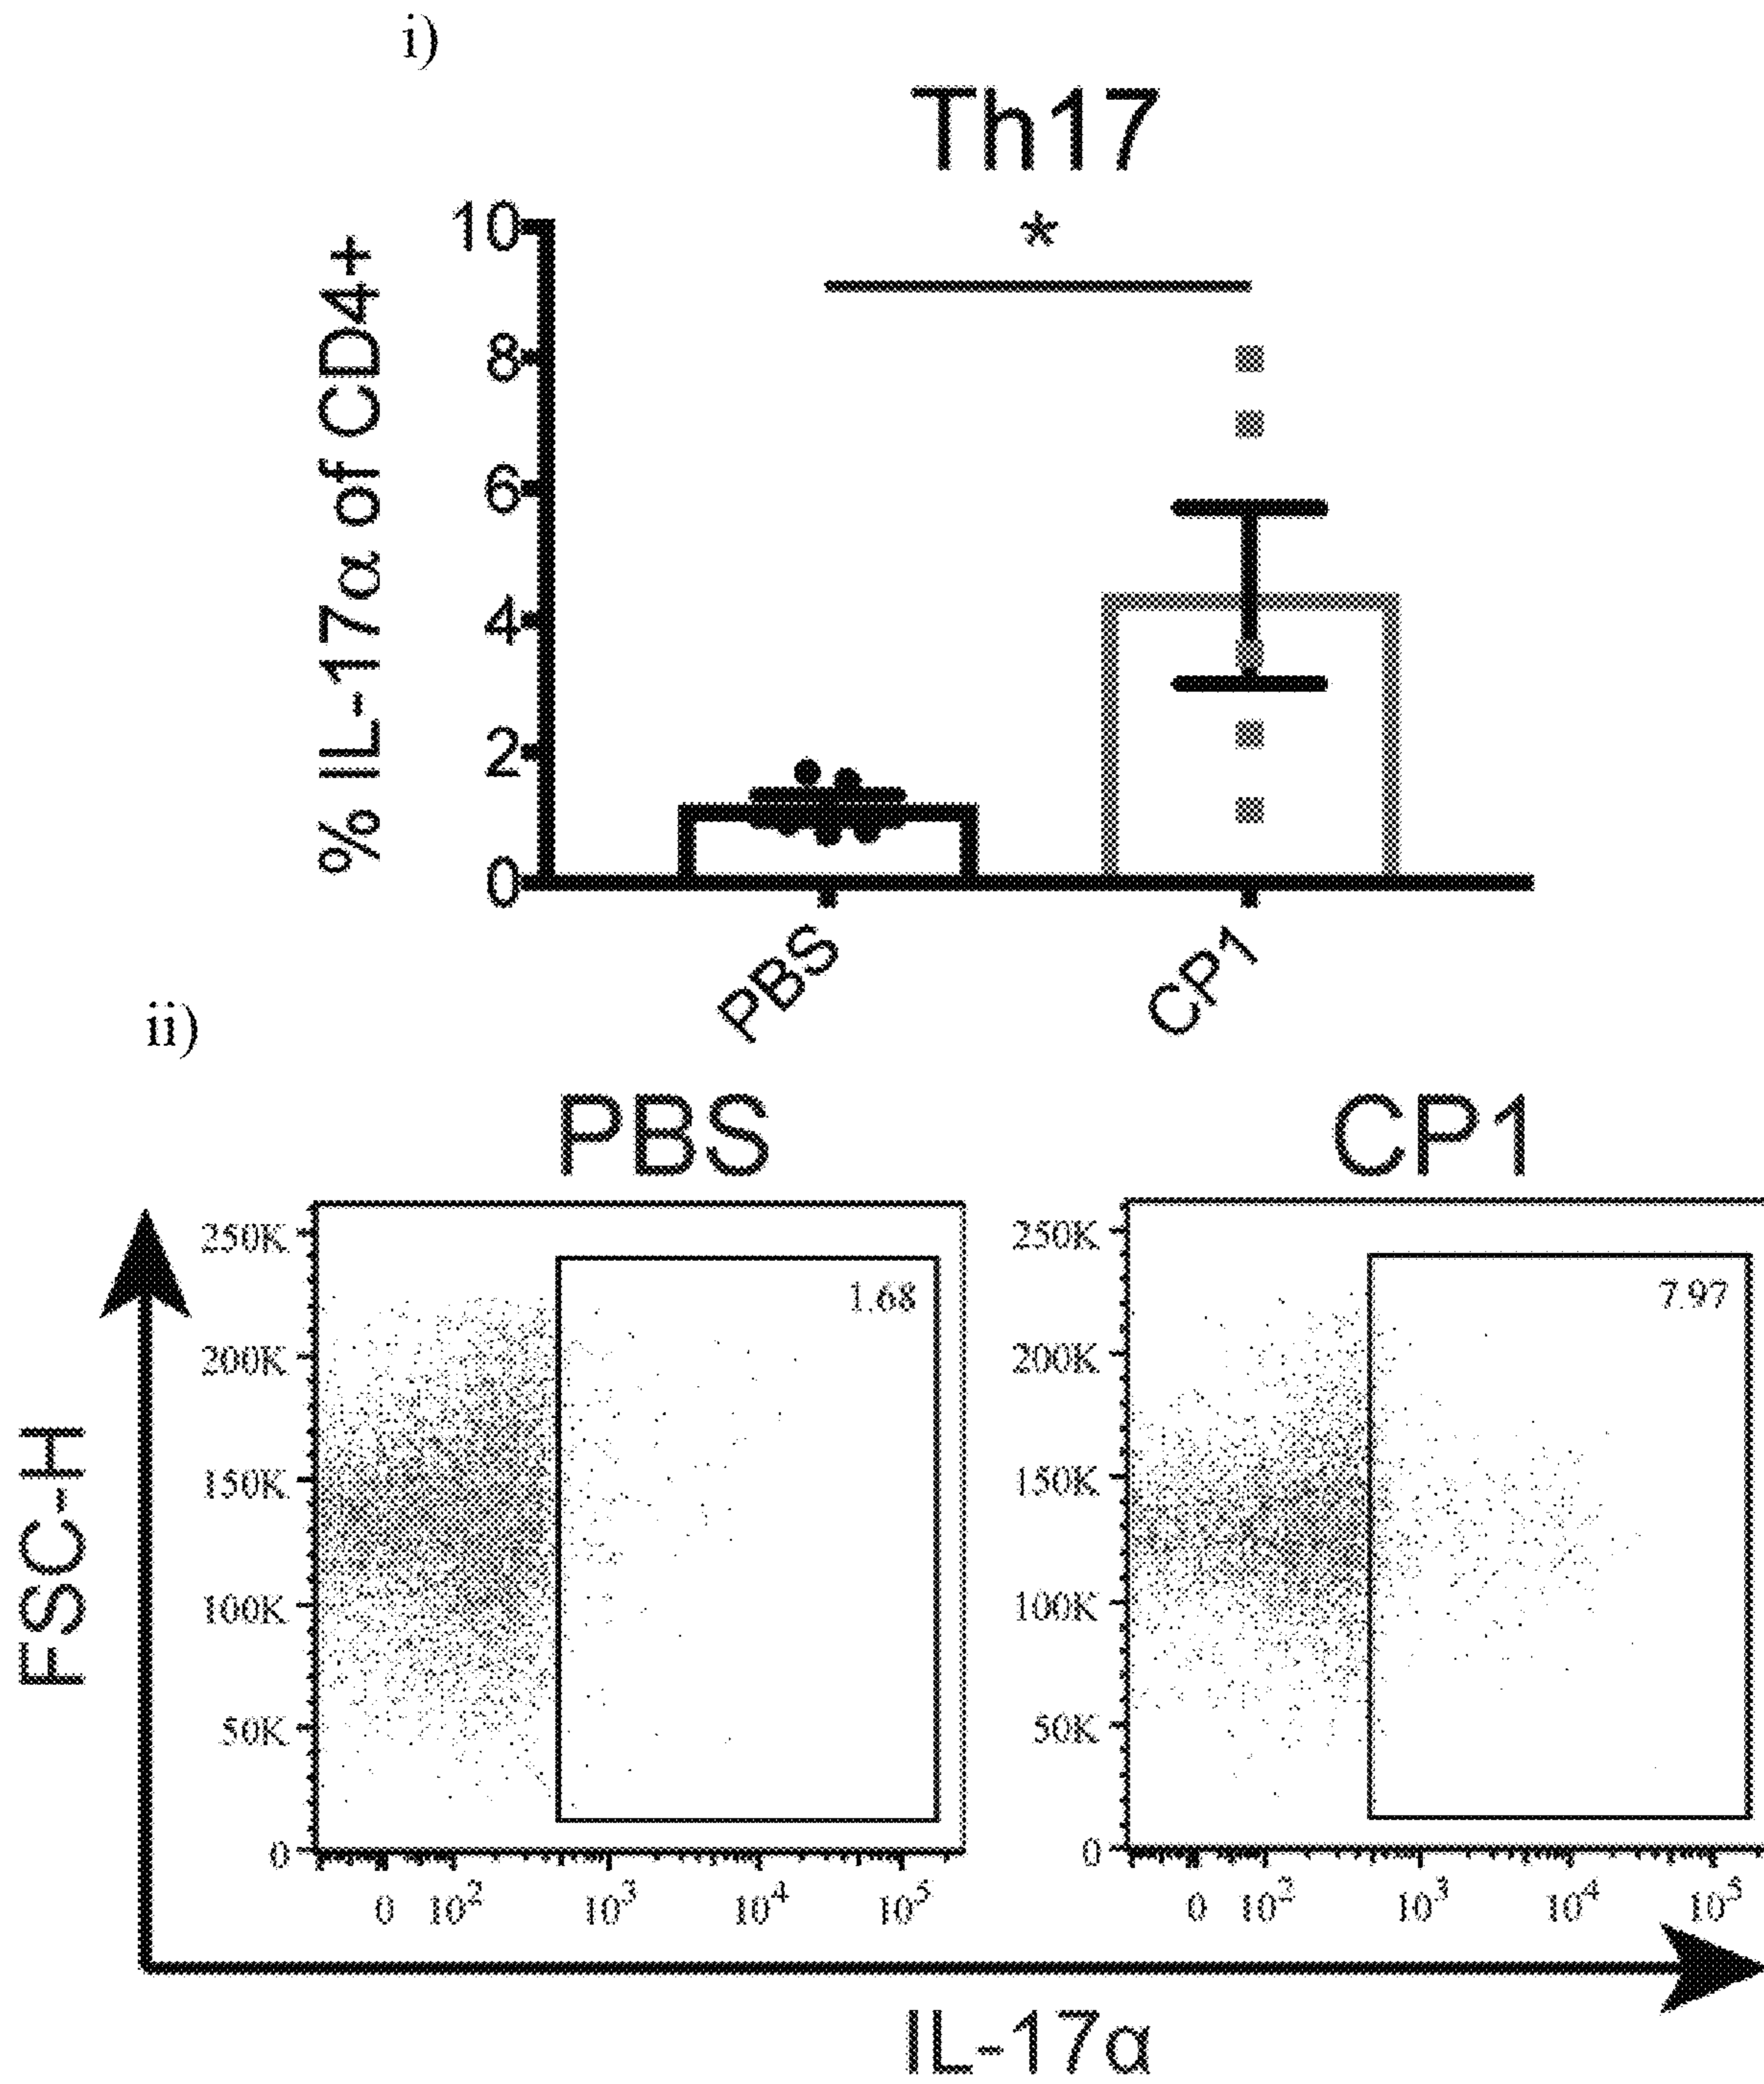 i)
Th17
*
% IL-17α of CD4+
10
8
6
4
2
0
PBS
CP1
ii)
PBS
CP1
FSC-H
250K
200K
150K
100K
50K
0
1.68
0 10² 10³ 10⁴ 10⁵
250K
200K
150K
100K
50K
0
7.97
0 10² 10³ 10⁴ 10⁵
IL-17α